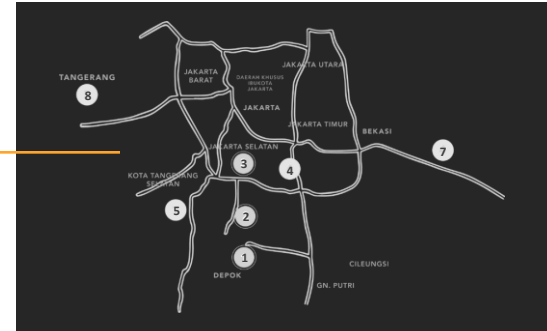 JAKARTA UTARA
TANGERANG
JAKARTA
BARAT
DAERAH KHUSUS
IBUKOTA
JAKARTA
8
JAKARTA
JAKARTA TIMUR
BEKASI
JAKARTA SELATAN
7
3
4
KOTA TANGERANG
SELATAN
5
2
1
CILEUNGSI
DEPOK
GN. PUTRI